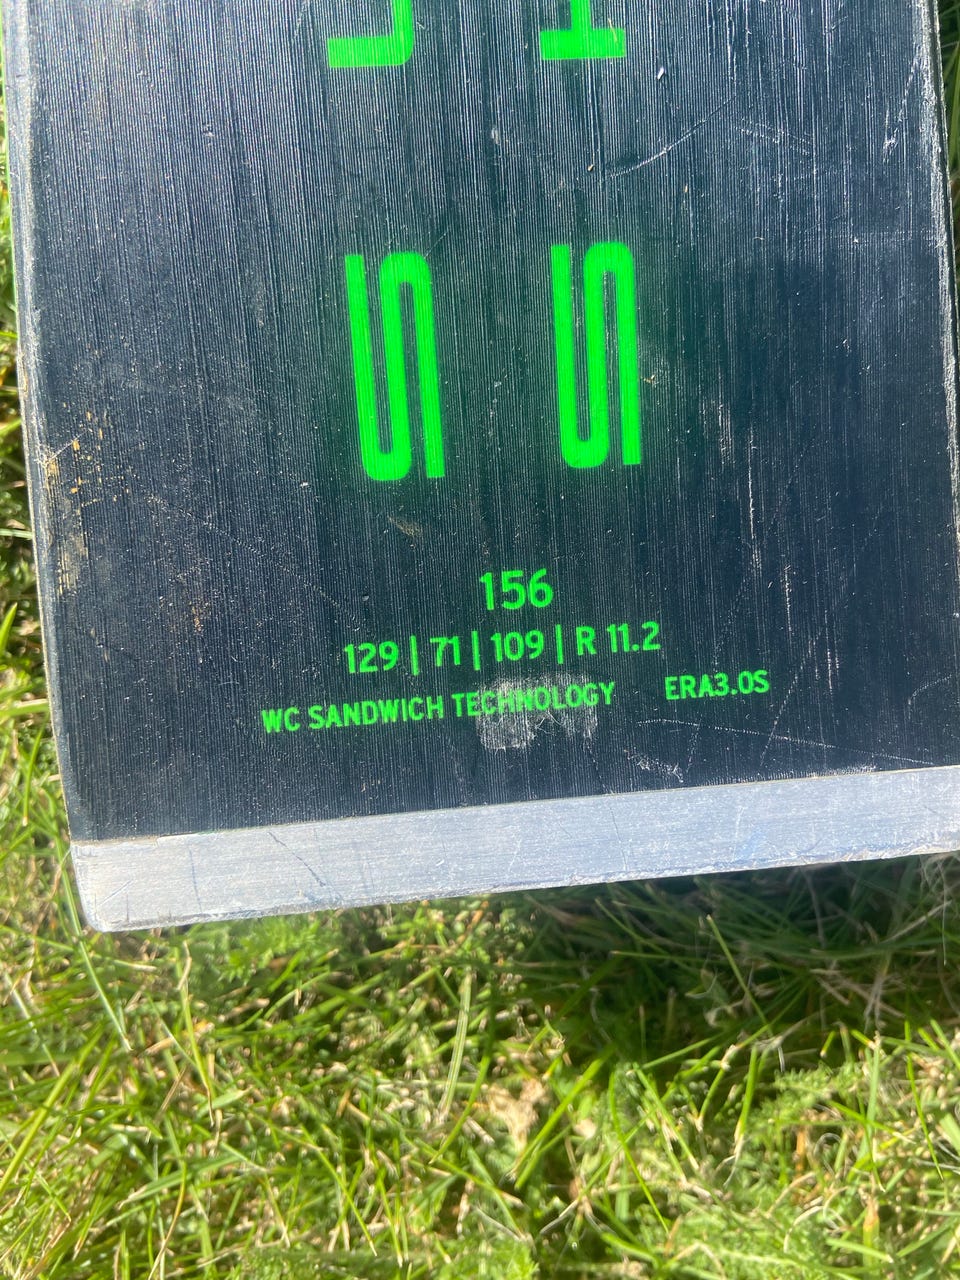 S S
156
129 | 71 | 109 | R 11.2
WC SANDWICH TECHNOLOGY ERA3.0S